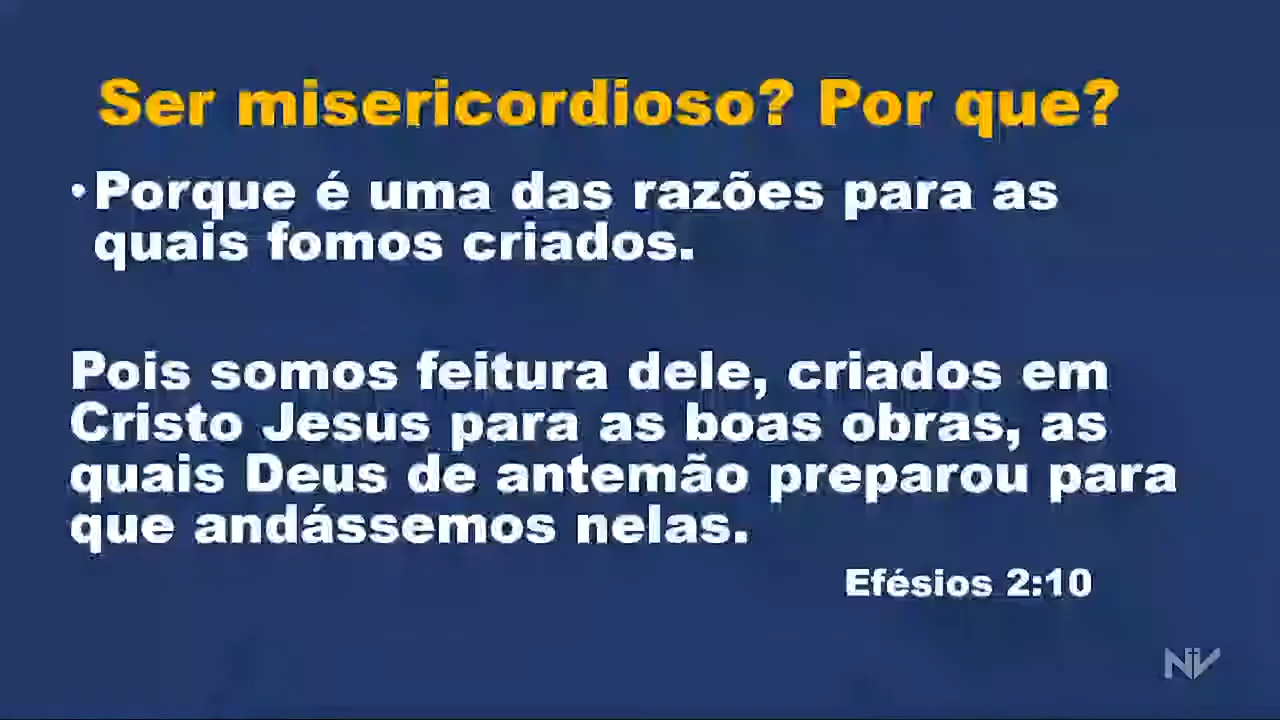 Ser misericordioso? Por que?
• Porque é uma das razões para as
quais fomos criados.
Pois somos feitura dele, criados em
Cristo Jesus para as boas obras, as
quais Deus de antemão preparou para
que andássemos nelas.
Efésios 2:10
NV